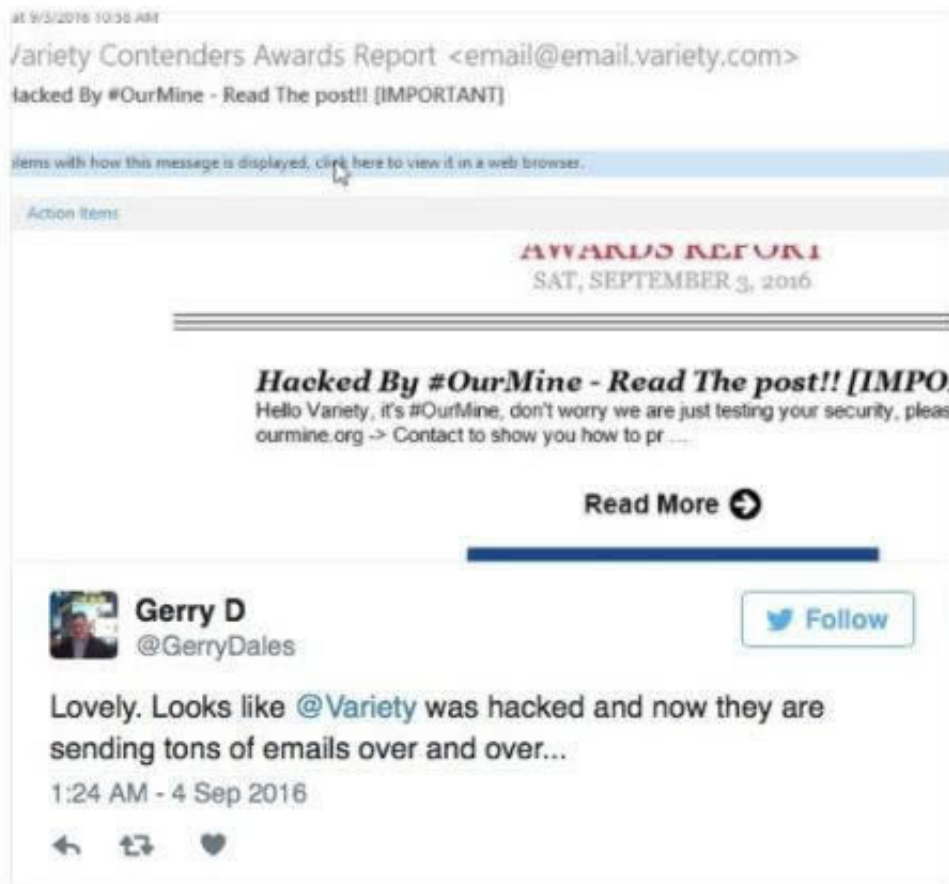 at 9/3/2016 10:58 AM
Variety Contenders Awards Report <email@email.variety.com>
Hacked By #OurMine - Read The post!! [IMPORTANT]
lems with how this message is displayed, click here to view it in a web browser.
Action Items
AWARDS REPORT
SAT, SEPTEMBER 3, 2016
Hacked By #OurMine - Read The post!! [IMPO
Hello Variety, it's #OurMine, don't worry we are just testing your security, pleas
ourmine.org -> Contact to show you how to pr ...
Read More
Gerry D
Follow
@GerryDales
Lovely. Looks like @Variety was hacked and now they are
sending tons of emails over and over...
1:24 AM - 4 Sep 2016